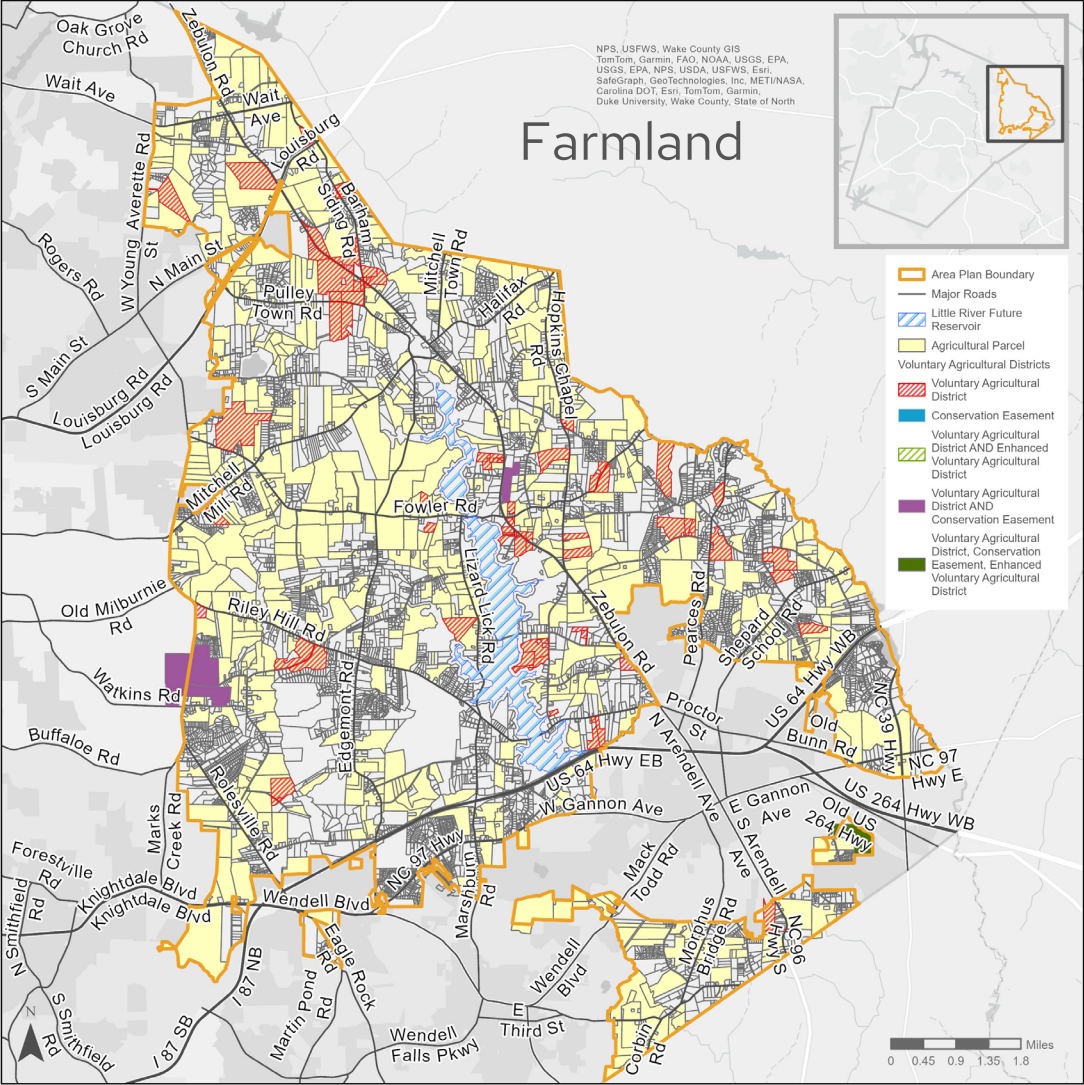 Oak Grove
Church Rd
Zebulon Rd
Wait Ave
Wait
Ave
Louisburg
Rd
W Young
St
Averette Rd
Barham
Siding Rd
Rogers Rd
N Main St
Mitchell
Town Rd
Pulley
Town Rd
Halifax
Rd
Hopkins Chapel
Rd
S Main St
Louisburg Rd
Louisburg Rd
Mitchell
Mill Rd
Fowler Rd
Lizard Lick Rd
Old Milburnie
Rd
Riley Hill Rd
Zebulon Rd
Pearces Rd
Shepard
School Rd
Watkins Rd
Edgemont Rd
US 64 Hwy WB
NC 39 Hwy
Proctor
St
Old
Bunn Rd
Buffaloe Rd
N Arendell Ave
US 64 Hwy EB
NC 97
Hwy E
Rolesville Rd
W Gannon Ave
E Gannon
Ave
US 264 Hwy WB
Old US
264 Hwy
Marks
Creek Rd
NC 97 Hwy
Marshburn
Rd
Mack
Todd Rd
S Arendell
Ave
Forestville
Rd
Knightdale Blvd
Knightdale Blvd
Wendell Blvd
N Smithfield
Rd
Eagle Rock
Rd
Morphus
Bridge Rd
NC 96
Hwy S
I 87 NB
I 87 SB
Martin Pond
Rd
Wendell
Blvd
E
Third St
Wendell
Falls Pkwy
S Smithfield
Rd
Corbin
Rd
NPS, USFWS, Wake County GIS
TomTom, Garmin, FAO, NOAA, USGS, EPA,
USGS, EPA, NPS, USDA, USFWS, Esri,
SafeGraph, GeoTechnologies, Inc, METI/NASA,
Carolina DOT, Esri, TomTom, Garmin,
Duke University, Wake County, State of North
Farmland
Area Plan Boundary
Major Roads
Little River Future
Reservoir
Agricultural Parcel
Voluntary Agricultural Districts
Voluntary Agricultural
District
Conservation Easement
Voluntary Agricultural
District AND Enhanced
Voluntary Agricultural
District
Voluntary Agricultural
District AND
Conservation Easement
Voluntary Agricultural
District, Conservation
Easement, Enhanced
Voluntary Agricultural
District
N
Miles
0 0.45 0.9 1.35 1.8